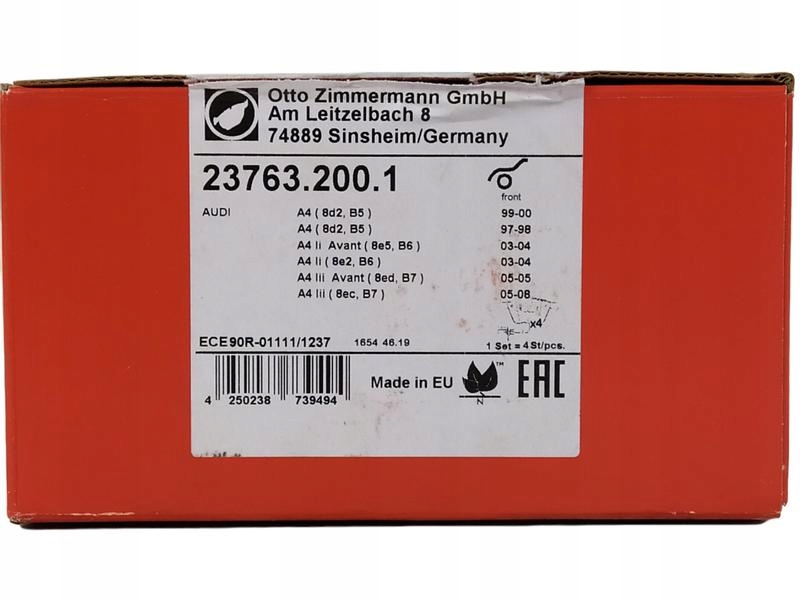 Otto Zimmermann GmbH
Am Leitzelbach 8
74889 Sinsheim/Germany
23763.200.1
front
AUDI A4 ( 8d2, B5 ) 99-00
A4 ( 8d2, B5 ) 97-98
A4 Ii Avant ( 8e5, B6 ) 03-04
A4 Ii ( 8e2, B6 ) 03-04
A4 Iii Avant ( 8ed, B7 ) 05-05
A4 Iii ( 8ec, B7 ) 05-08
x4
ECE90R-01111/1237 1654 46.19 1 Set = 4St/pcs.
Made in EU ™ EAC
N
4 250238 739494